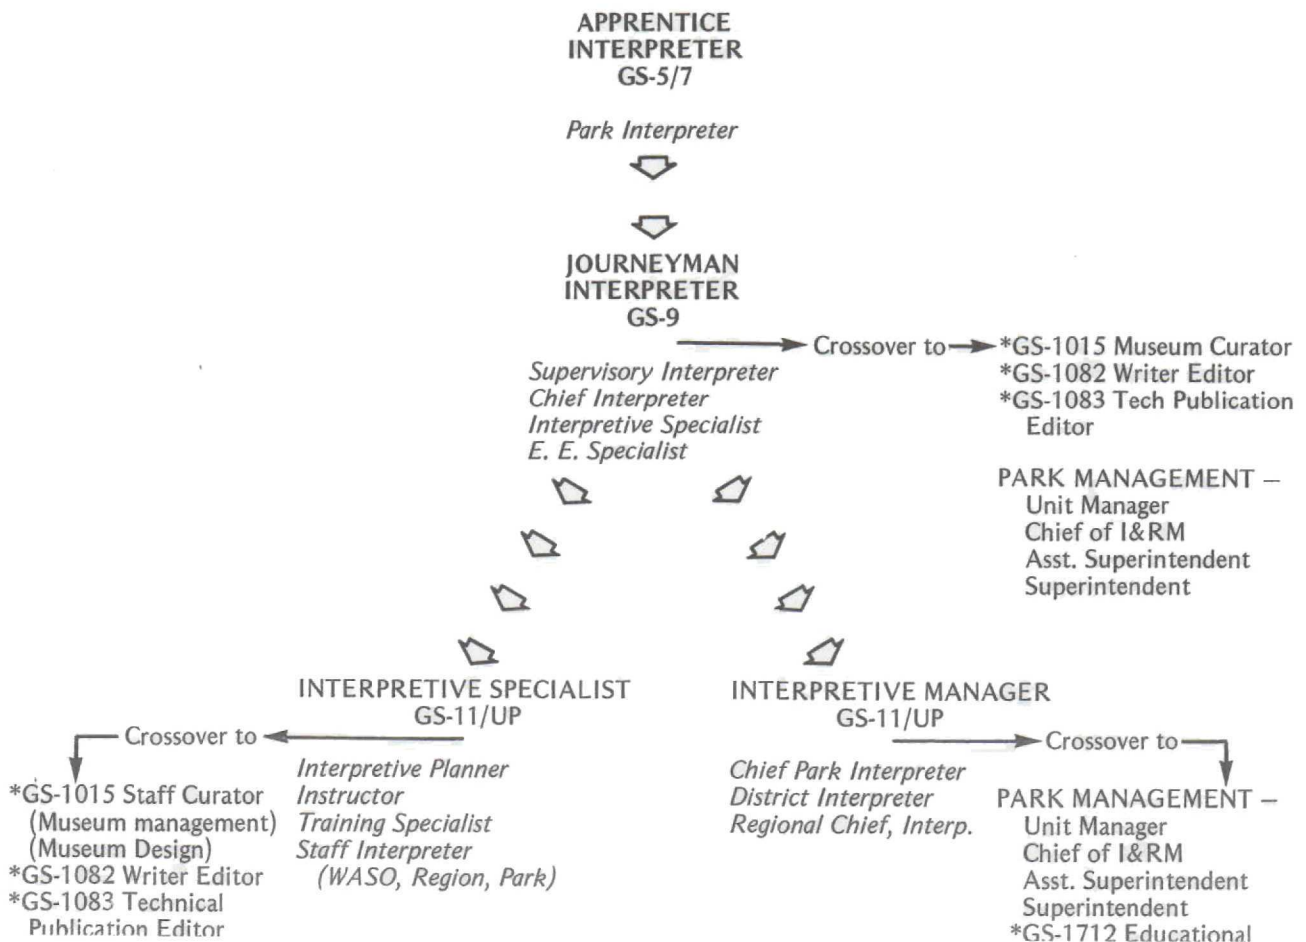 APPRENTICE
INTERPRETER
GS-5/7
Park Interpreter
JOURNEYMAN
INTERPRETER
GS-9
Crossover to
*GS-1015 Museum Curator
*GS-1082 Writer Editor
*GS-1083 Tech Publication
Editor
Supervisory Interpreter
Chief Interpreter
Interpretive Specialist
E. E. Specialist
PARK MANAGEMENT –
Unit Manager
Chief of I&RM
Asst. Superintendent
Superintendent
INTERPRETIVE SPECIALIST
GS-11/UP
Crossover to
Interpretive Planner
Instructor
Training Specialist
Staff Interpreter
(WASO, Region, Park)
*GS-1015 Staff Curator
(Museum management)
(Museum Design)
*GS-1082 Writer Editor
*GS-1083 Technical
Publication Editor
INTERPRETIVE MANAGER
GS-11/UP
Crossover to
Chief Park Interpreter
District Interpreter
Regional Chief, Interp.
PARK MANAGEMENT –
Unit Manager
Chief of I&RM
Asst. Superintendent
Superintendent
*GS-1712 Educational